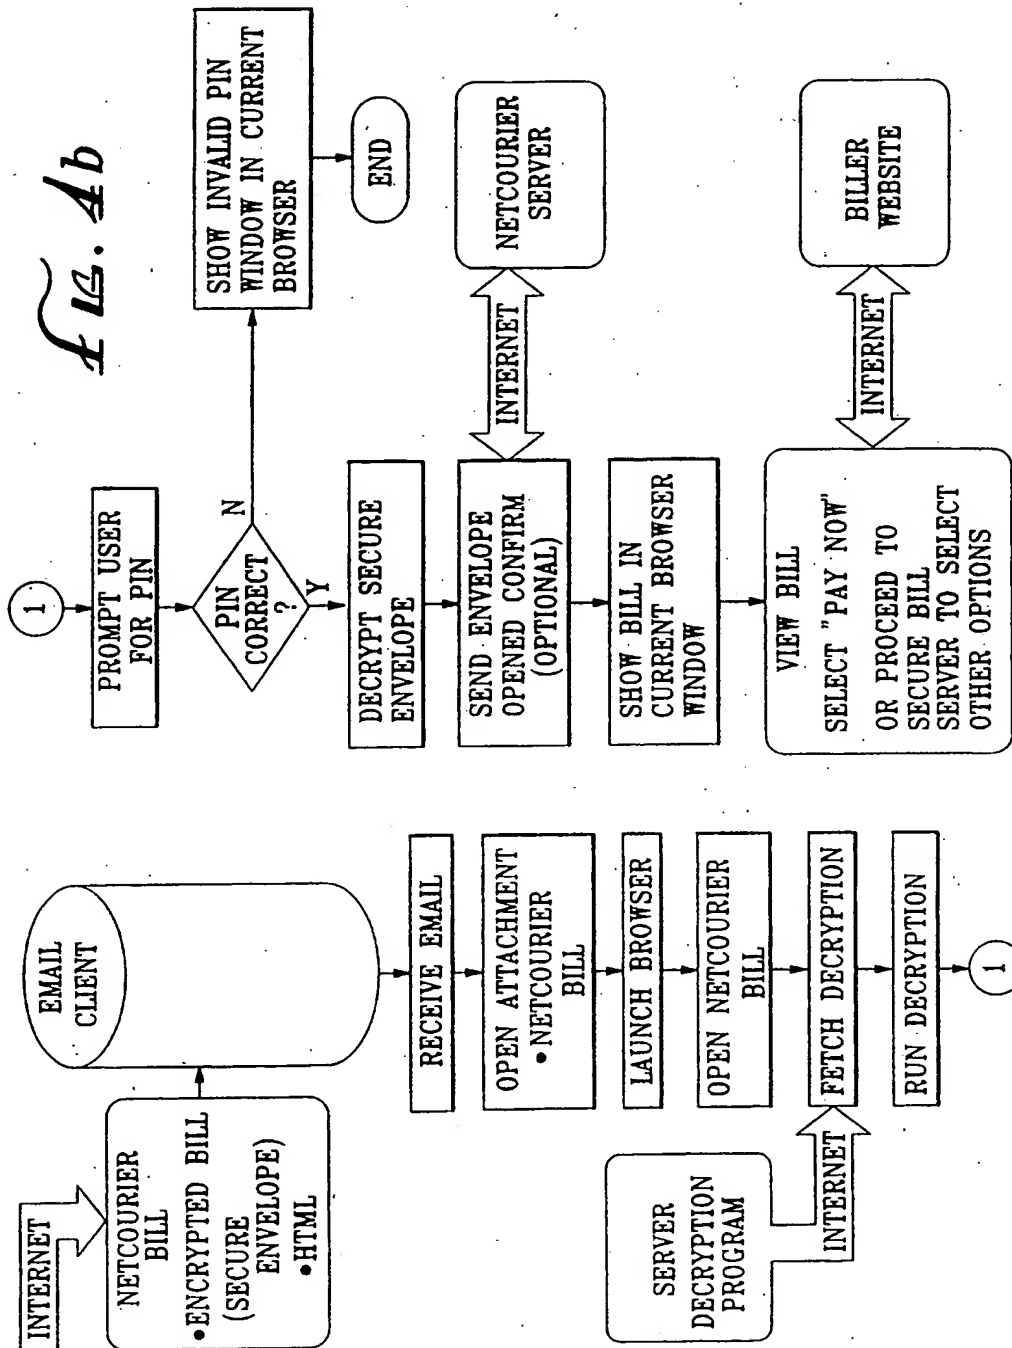 Fig. 4b
INTERNET
NETCOURIER
BILL
•ENCRYPTED BILL
(SECURE
ENVELOPE)
•HTML
EMAIL
CLIENT
RECEIVE EMAIL
OPEN ATTACHMENT
•NETCOURIER
BILL
LAUNCH BROWSER
OPEN NETCOURIER
BILL
SERVER
DECRYPTION
PROGRAM
INTERNET
FETCH DECRYPTION
RUN DECRYPTION
1
1
PROMPT USER
FOR PIN
PIN
CORRECT
?
N
Y
SHOW INVALID PIN
WINDOW IN CURRENT
BROWSER
END
DECRYPT SECURE
ENVELOPE
SEND ENVELOPE
OPENED CONFIRM
(OPTIONAL)
INTERNET
NETCOURIER
SERVER
SHOW BILL IN
CURRENT BROWSER
WINDOW
VIEW BILL
SELECT "PAY NOW"
OR PROCEED TO
SECURE BILL
SERVER TO SELECT
OTHER OPTIONS
INTERNET
BILLER
WEBSITE